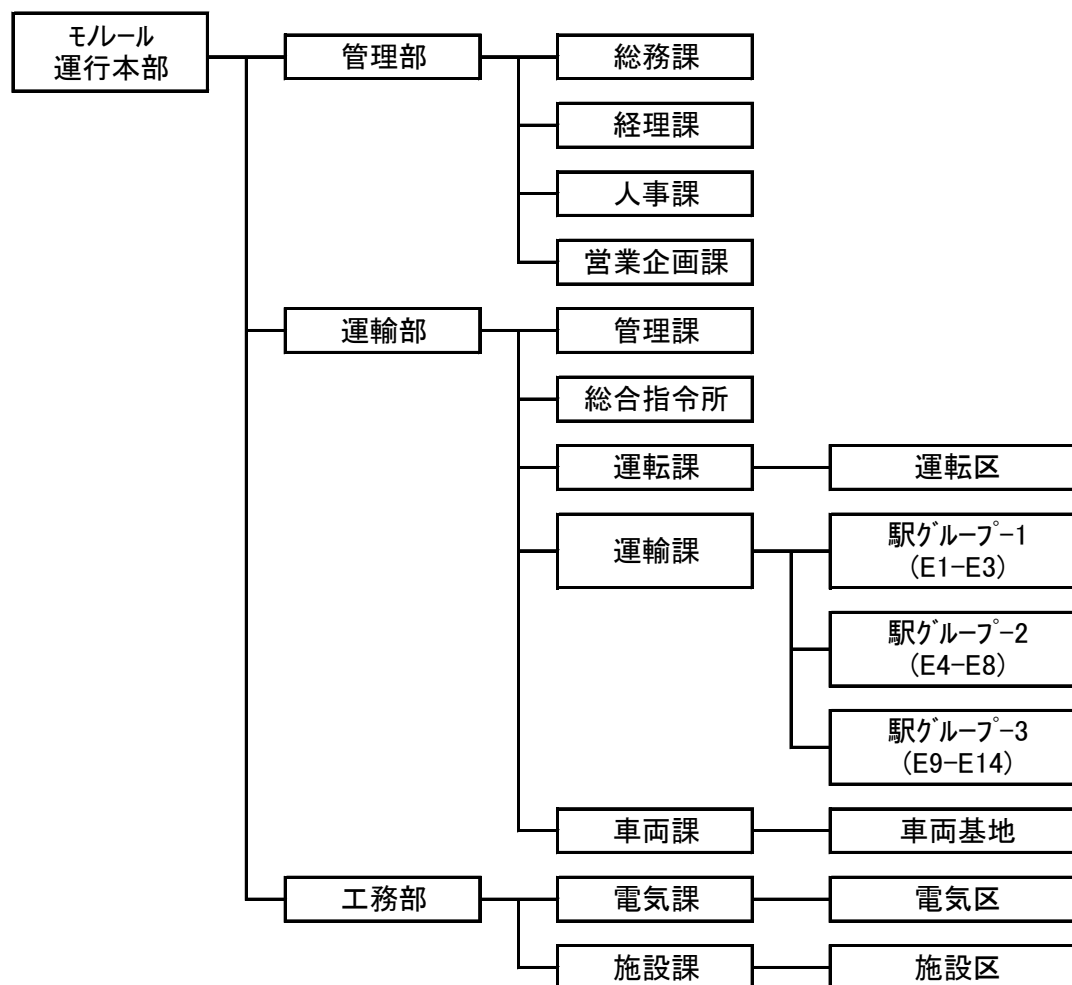 ﾓﾉﾚｰﾙ
運行本部
管理部
総務課
経理課
人事課
営業企画課
運輸部
管理課
総合指令所
運転課
運転区
運輸課
駅ｸﾞﾙｰﾌﾟ-1
(E1-E3)
駅ｸﾞﾙｰﾌﾟ-2
(E4-E8)
駅ｸﾞﾙｰﾌﾟ-3
(E9-E14)
車両課
車両基地
工務部
電気課
電気区
施設課
施設区